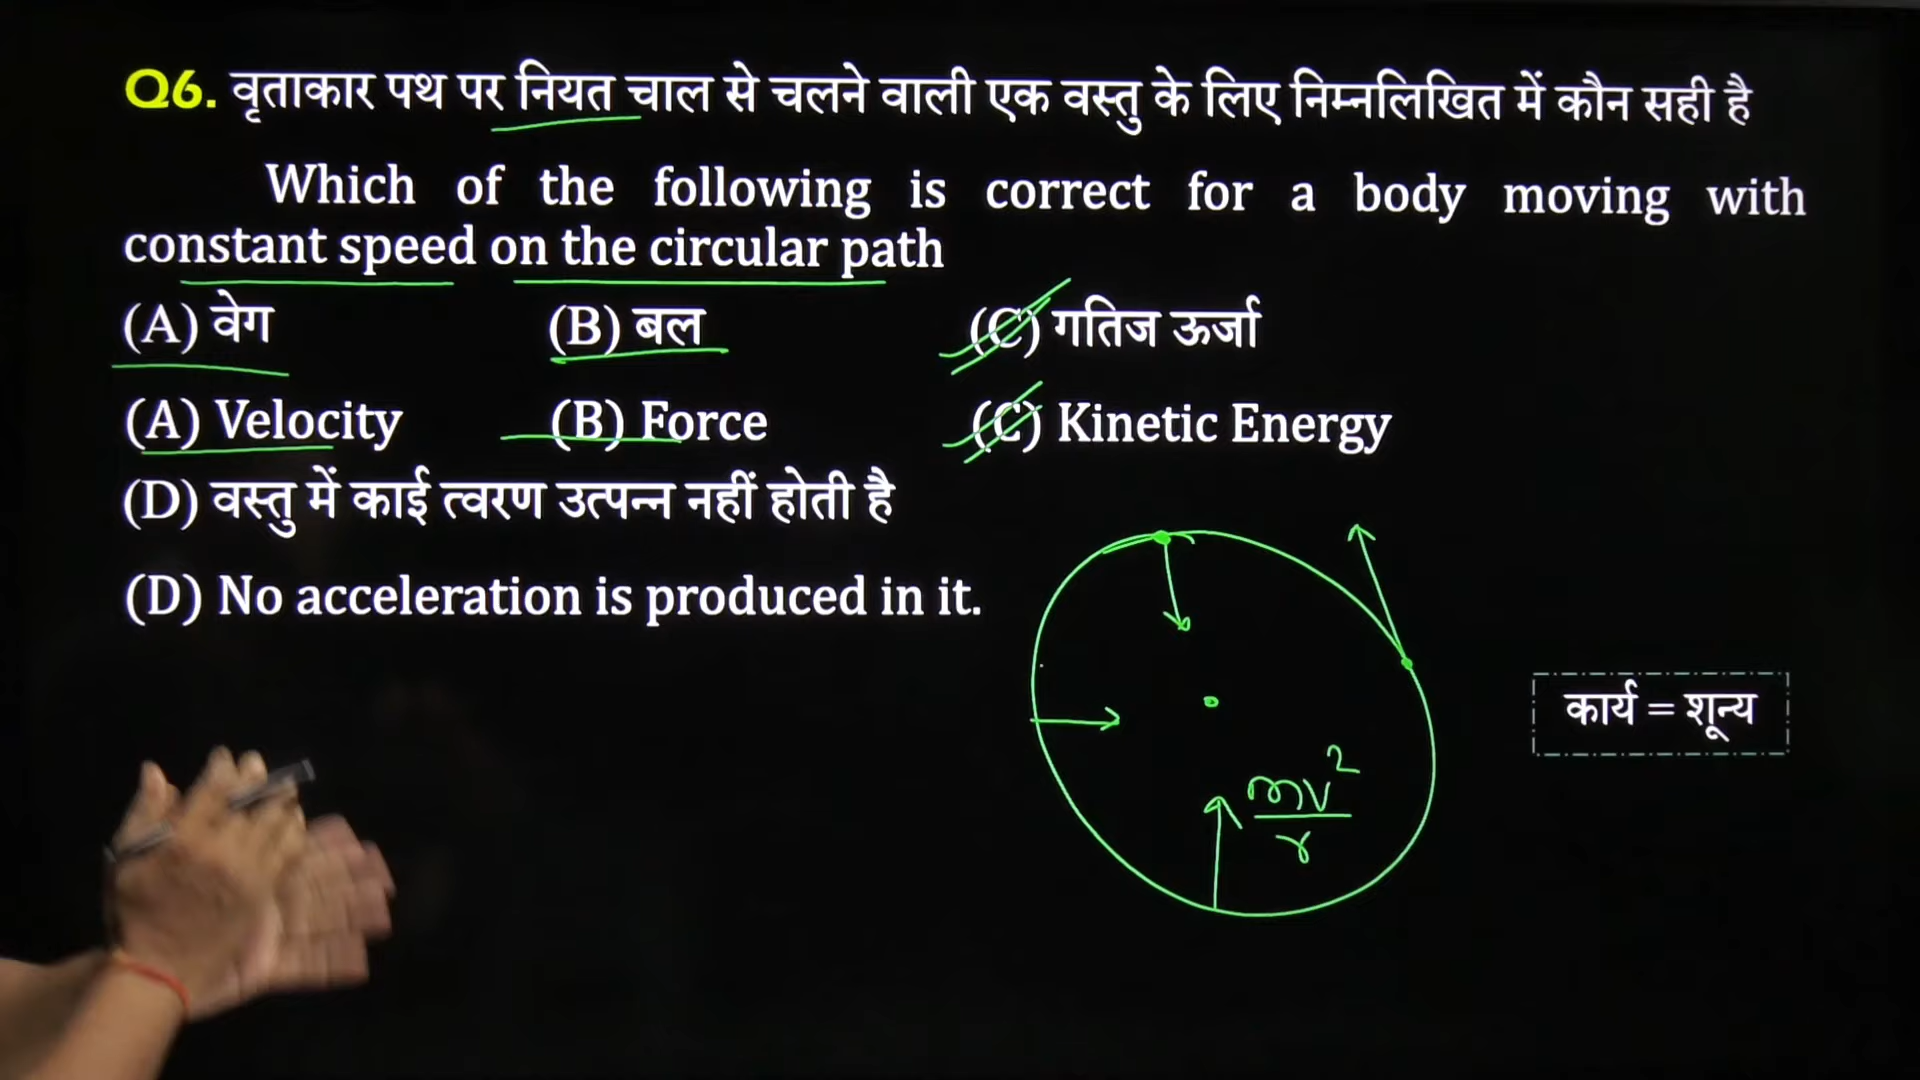 Q6. वृताकार पथ पर नियत चाल से चलने वाली एक वस्तु के लिए निम्नलिखित में कौन सही है
Which of the following is correct for a body moving with
constant speed on the circular path
(A) वेग (B) बल (C) गतिज ऊर्जा
(A) Velocity (B) Force (C) Kinetic Energy
(D) वस्तु में काई त्वरण उत्पन्न नहीं होती है
(D) No acceleration is produced in it.
कार्य = शून्य
mv²
r